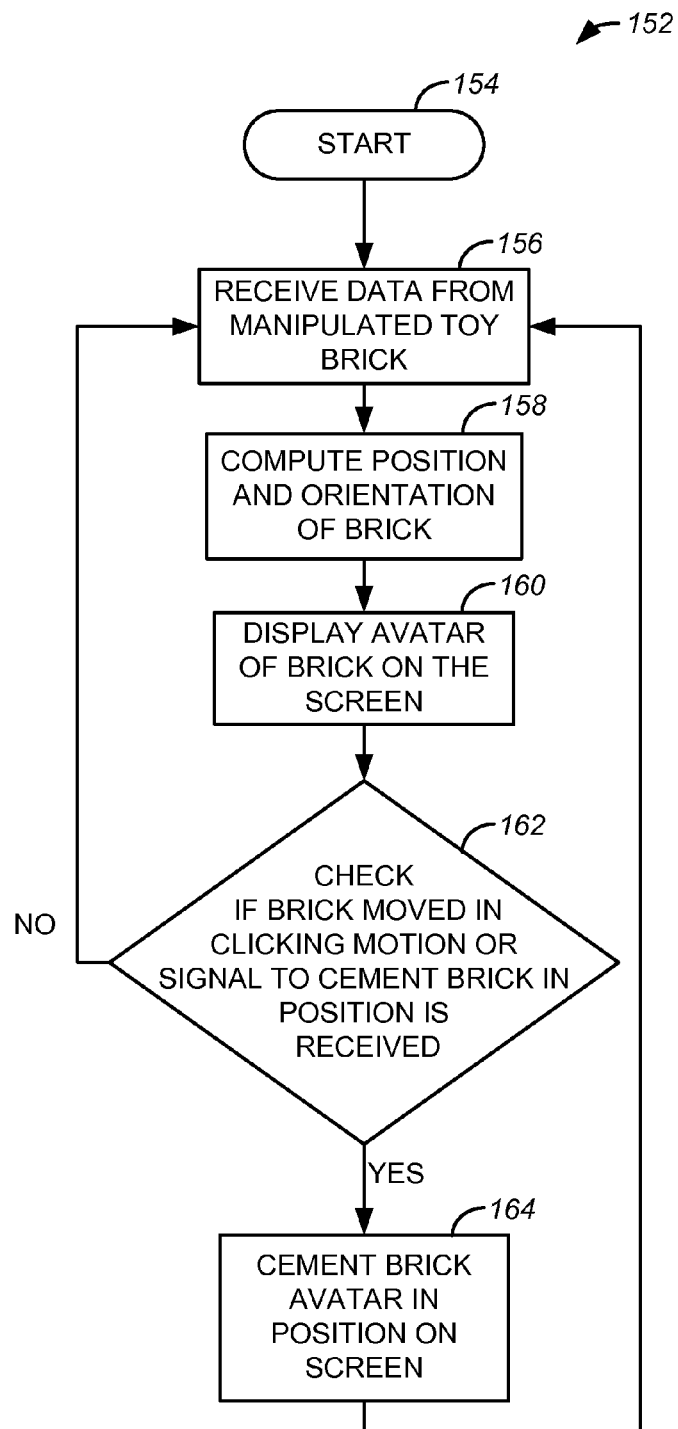 152
154
START
156
RECEIVE DATA FROM
MANIPULATED TOY
BRICK
158
COMPUTE POSITION
AND ORIENTATION
OF BRICK
160
DISPLAY AVATAR
OF BRICK ON THE
SCREEN
162
CHECK
IF BRICK MOVED IN
CLICKING MOTION OR
SIGNAL TO CEMENT BRICK IN
POSITION IS
RECEIVED
NO
YES
164
CEMENT BRICK
AVATAR IN
POSITION ON
SCREEN